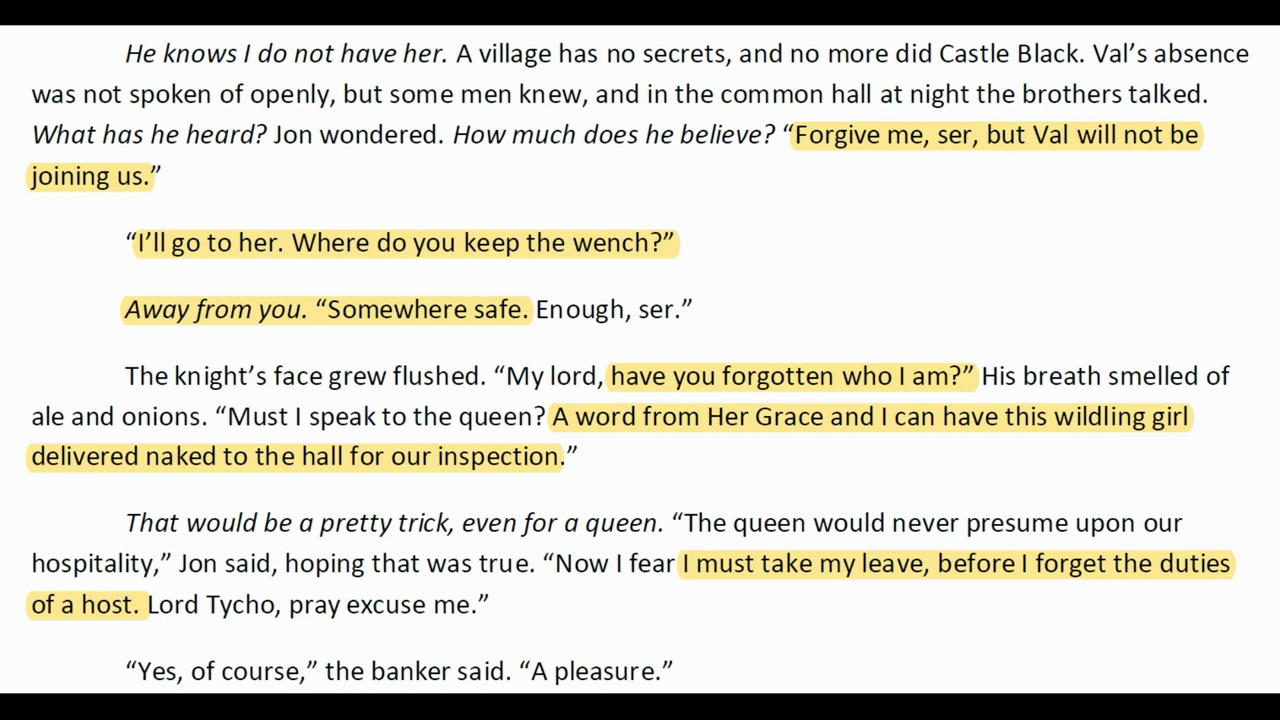 He knows I do not have her. A village has no secrets, and no more did Castle Black. Val’s absence
was not spoken of openly, but some men knew, and in the common hall at night the brothers talked.
What has he heard? Jon wondered. How much does he believe? “Forgive me, ser, but Val will not be
joining us.”
“I’ll go to her. Where do you keep the wench?”
Away from you. “Somewhere safe. Enough, ser.”
The knight’s face grew flushed. “My lord, have you forgotten who I am?” His breath smelled of
ale and onions. “Must I speak to the queen? A word from Her Grace and I can have this wildling girl
delivered naked to the hall for our inspection.”
That would be a pretty trick, even for a queen. “The queen would never presume upon our
hospitality,” Jon said, hoping that was true. “Now I fear I must take my leave, before I forget the duties
of a host. Lord Tycho, pray excuse me.”
“Yes, of course,” the banker said. “A pleasure.”